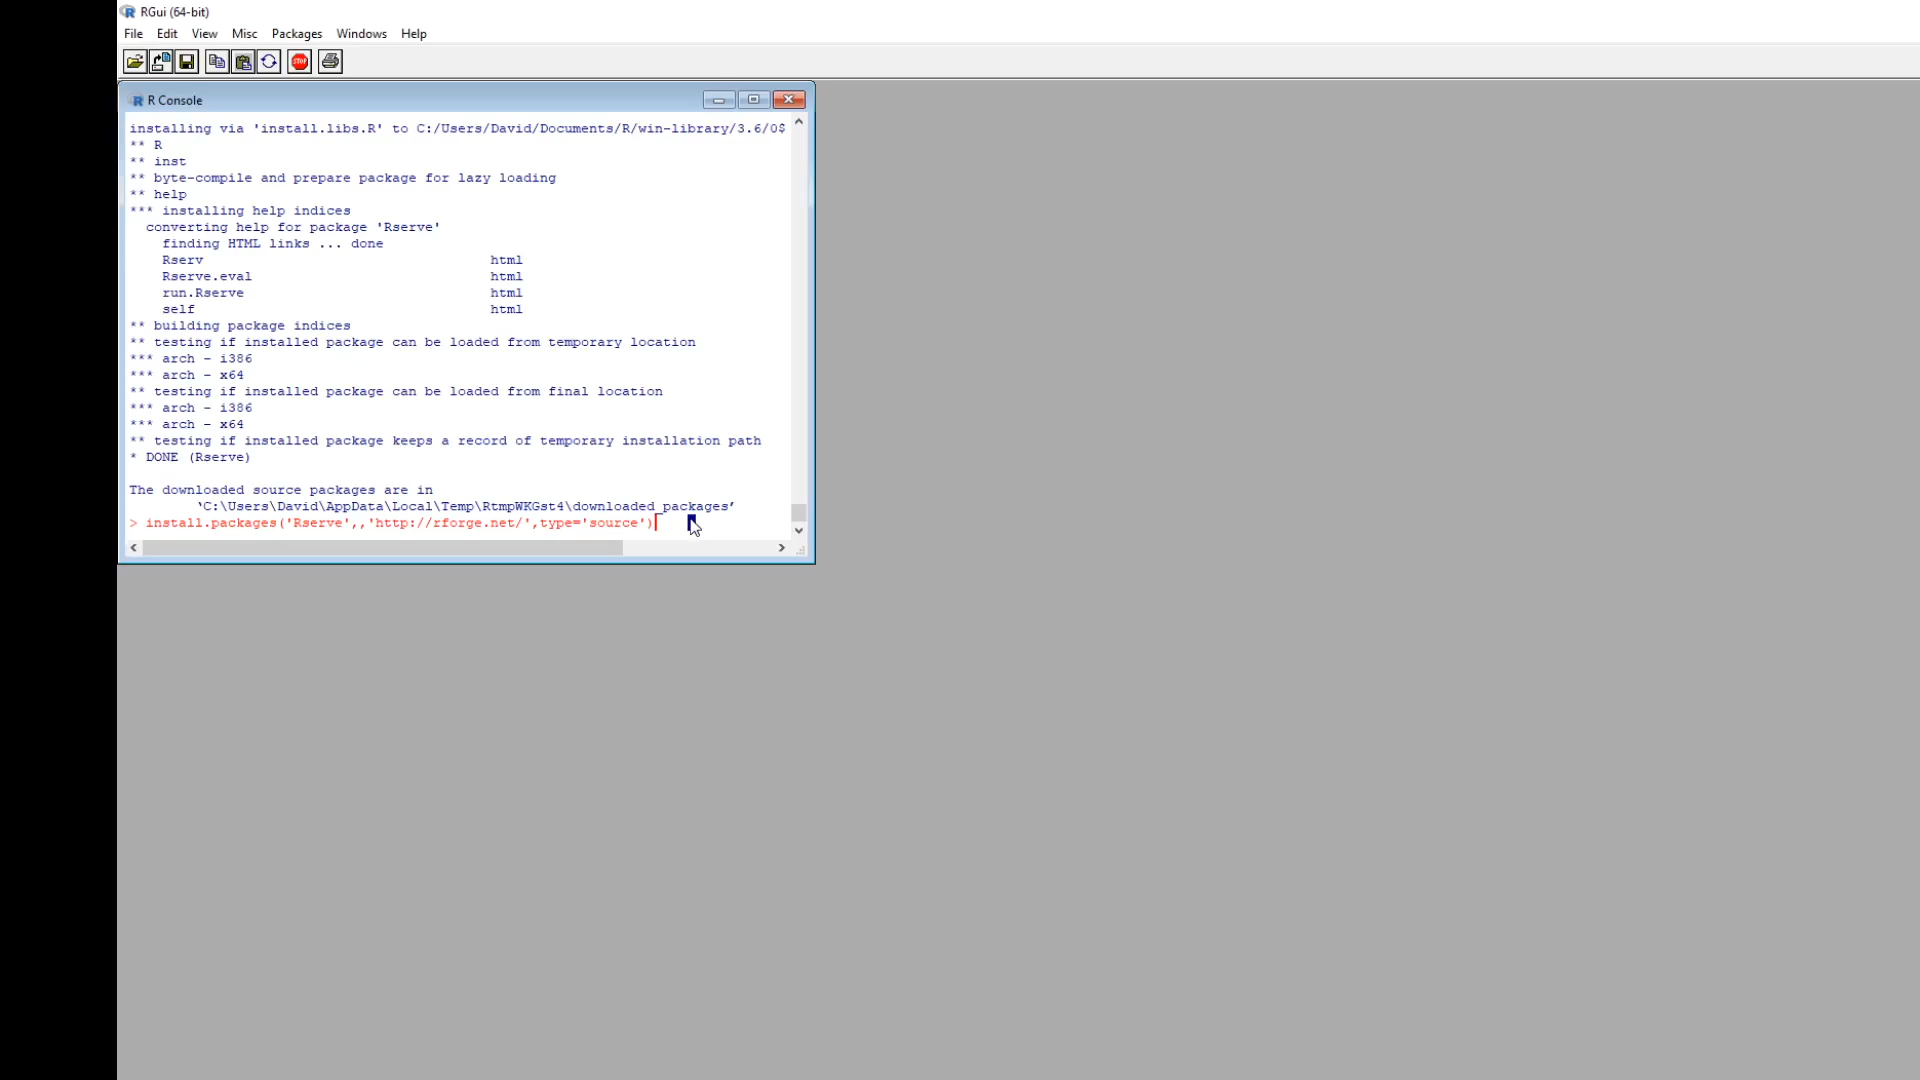 RGui (64-bit)
File Edit View Misc Packages Windows Help
STOP
R Console
installing via 'install.libs.R' to C:/Users/David/Documents/R/win-library/3.6/0$
** R
** inst
** byte-compile and prepare package for lazy loading
** help
*** installing help indices
converting help for package 'Rserve'
finding HTML links ... done
Rserv html
Rserve.eval html
run.Rserve html
self html
** building package indices
** testing if installed package can be loaded from temporary location
*** arch - i386
*** arch - x64
** testing if installed package can be loaded from final location
*** arch - i386
*** arch - x64
** testing if installed package keeps a record of temporary installation path
* DONE (Rserve)
The downloaded source packages are in
‘C:\Users\David\AppData\Local\Temp\RtmpWKGst4\downloaded_packages’
> install.packages('Rserve',,'http://rforge.net/',type='source')